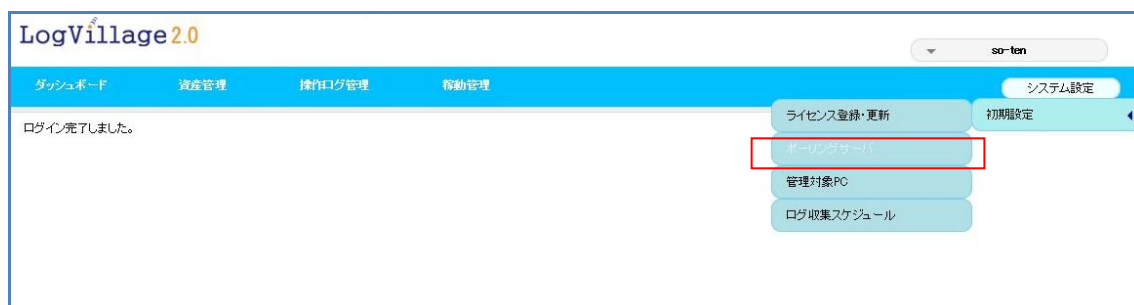 LogVillage 2.0
so-ten
ダッシュボード 資産管理 操作ログ管理 稼動管理 システム設定
ログイン完了しました。
ライセンス登録・更新 初期設定
ポーリングサーバ
管理対象PC
ログ収集スケジュール